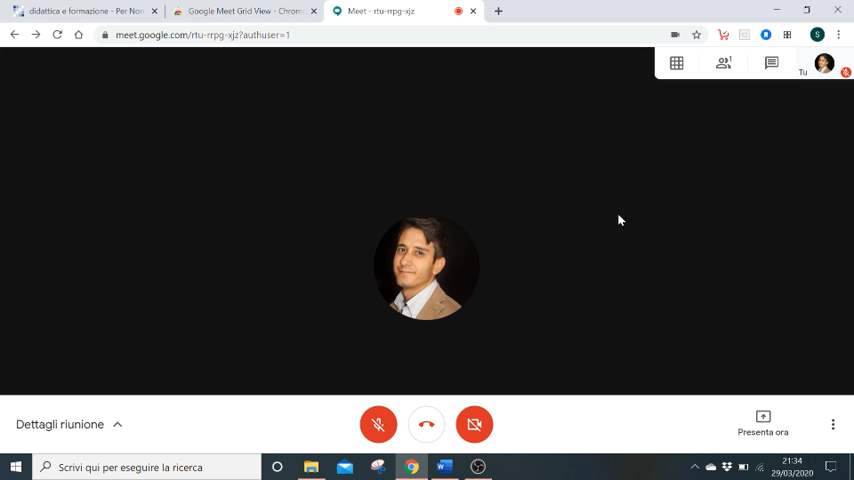 didattica e formazione - Per Non
Google Meet Grid View - Chrom
Meet - rtu-rrpg-xjz
meet.google.com/rtu-rrpg-xjz?authuser=1
S
1
Tu
Dettagli riunione
Presenta ora
Scrivi qui per eseguire la ricerca
21:34
29/03/2020